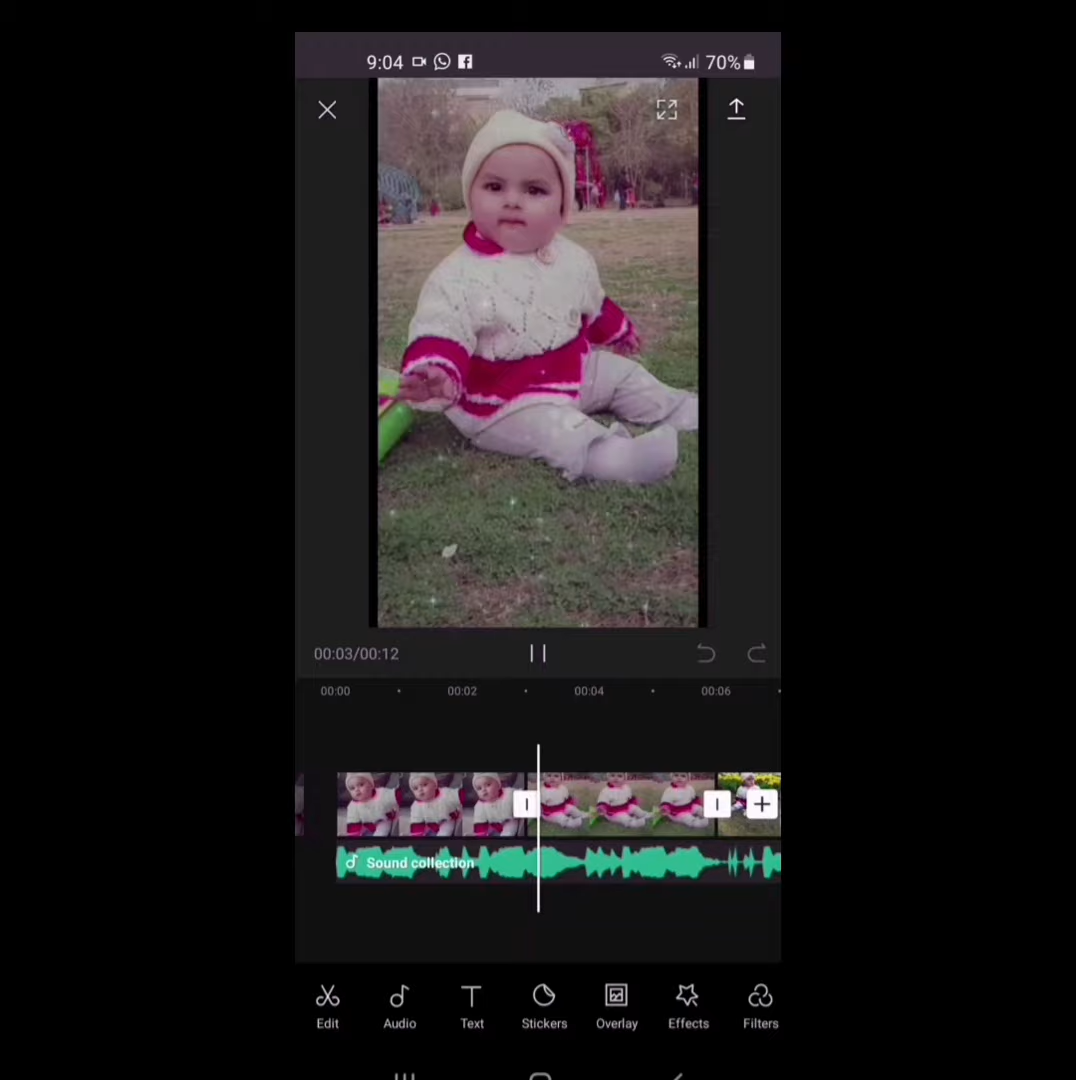 9:04 70%
00:03/00:12
00:00 00:02 00:04 00:06
Sound collection
Edit Audio Text Stickers Overlay Effects Filters